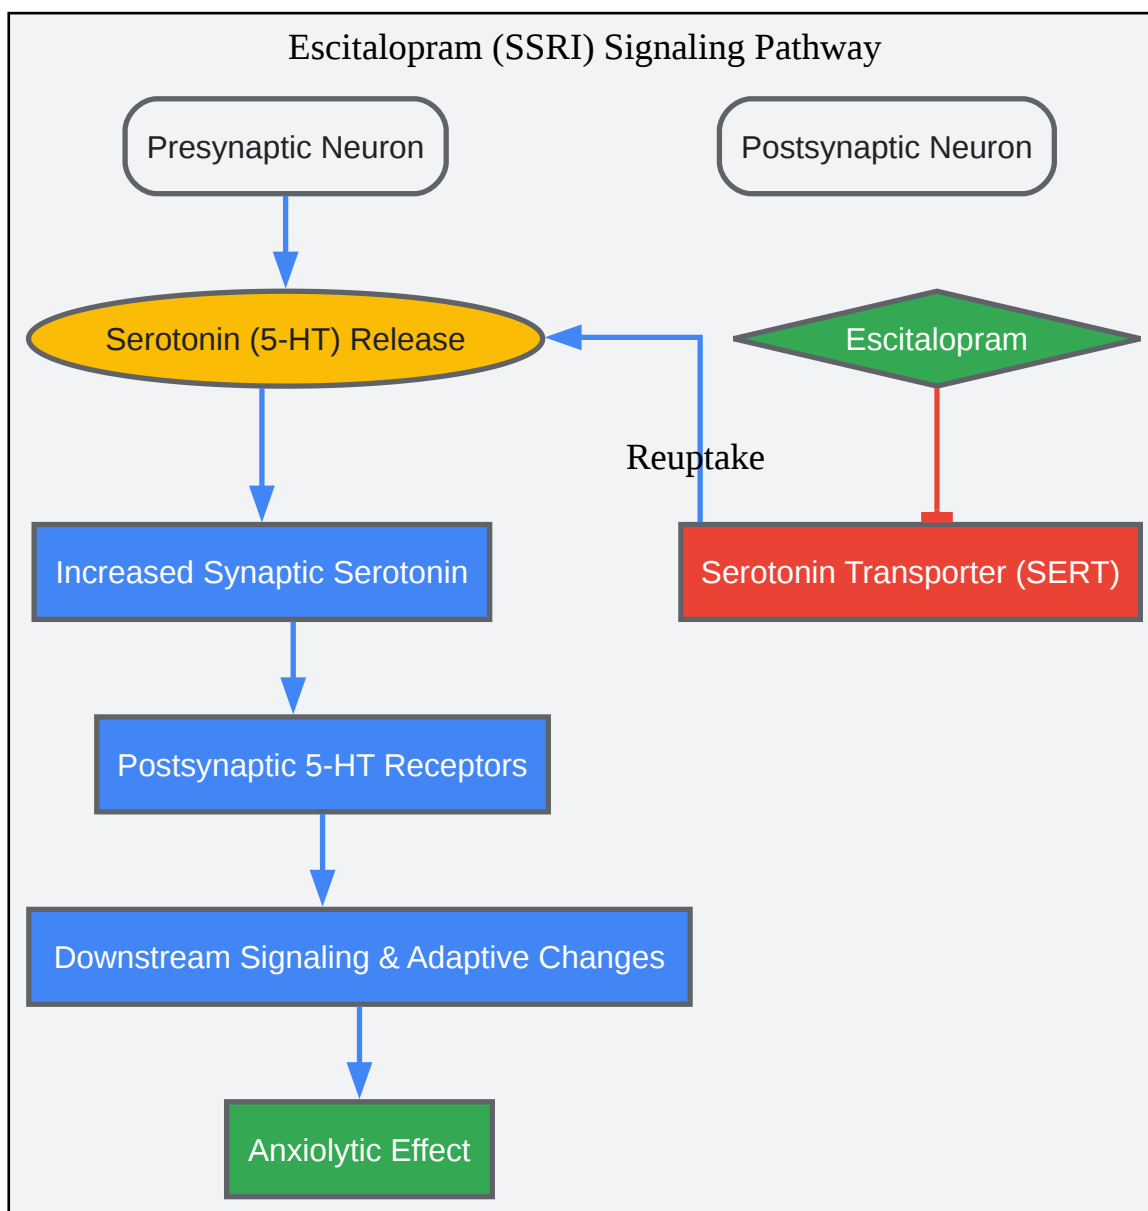 Escitalopram (SSRI) Signaling Pathway
Presynaptic Neuron
Postsynaptic Neuron
Serotonin (5-HT) Release
Escitalopram
Reuptake
Increased Synaptic Serotonin
Serotonin Transporter (SERT)
Postsynaptic 5-HT Receptors
Downstream Signaling & Adaptive Changes
Anxiolytic Effect